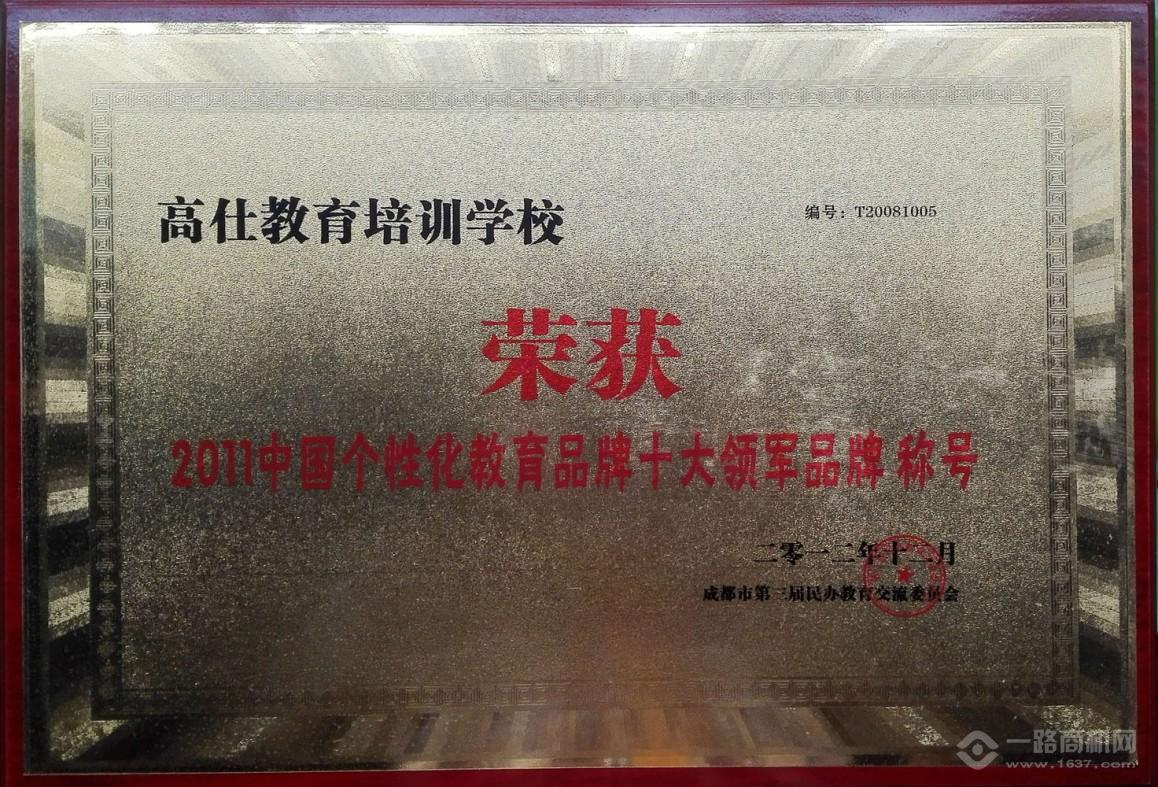 高仕教育培训学校
编号：T20081005
荣获
2011中国个性化教育品牌十大领军品牌 称号
二零一二年十二月
成都市第三届民办教育交流委员会
一路商机网
www.1637.com